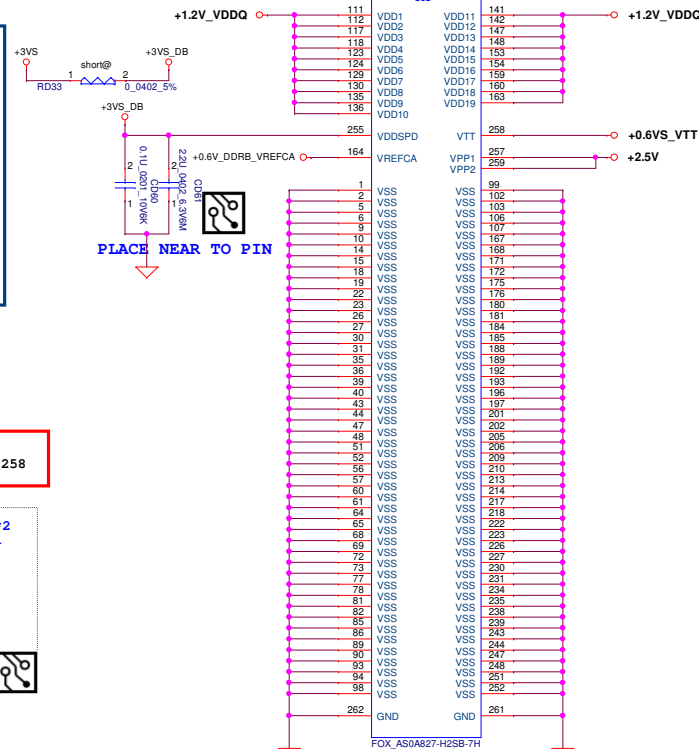 +1.2V_VDDQ
+3VS
+3VS_DB
short@
1
2
RD33
0_0402_5%
+3VS_DB
2
2
0.1U_0201_10V6K
CD60
2.2U_0402_6.3V6M
CD61
1
1
PLACE NEAR TO PIN
+0.6V_DDRB_VREFCA
258
2
111 VDD1 VDD11 141
+1.2V_VDDQ
112 VDD2 VDD12 142
117 VDD3 VDD13 147
118 VDD4 VDD14 148
123 VDD5 VDD15 153
124 VDD6 VDD16 154
129 VDD7 VDD17 159
130 VDD8 VDD18 160
135 VDD9 VDD19 163
136 VDD10
255 VDDSPD VTT 258
+0.6VS_VTT
164 VREFCA VPP1 257
+2.5V
VPP2 259
1 VSS VSS 99
2 VSS VSS 102
5 VSS VSS 103
6 VSS VSS 106
9 VSS VSS 107
10 VSS VSS 167
14 VSS VSS 168
15 VSS VSS 171
18 VSS VSS 172
19 VSS VSS 175
22 VSS VSS 176
23 VSS VSS 180
26 VSS VSS 181
27 VSS VSS 184
30 VSS VSS 185
31 VSS VSS 188
35 VSS VSS 189
36 VSS VSS 192
39 VSS VSS 193
40 VSS VSS 196
43 VSS VSS 197
44 VSS VSS 201
47 VSS VSS 202
48 VSS VSS 205
51 VSS VSS 206
52 VSS VSS 209
56 VSS VSS 210
57 VSS VSS 213
60 VSS VSS 214
61 VSS VSS 217
64 VSS VSS 218
65 VSS VSS 222
68 VSS VSS 223
69 VSS VSS 226
72 VSS VSS 227
73 VSS VSS 230
77 VSS VSS 231
78 VSS VSS 234
81 VSS VSS 235
82 VSS VSS 238
85 VSS VSS 239
86 VSS VSS 243
89 VSS VSS 244
90 VSS VSS 247
93 VSS VSS 248
94 VSS VSS 251
98 VSS VSS 252
262 GND GND 261
FOX_AS0A827-H2SB-7H